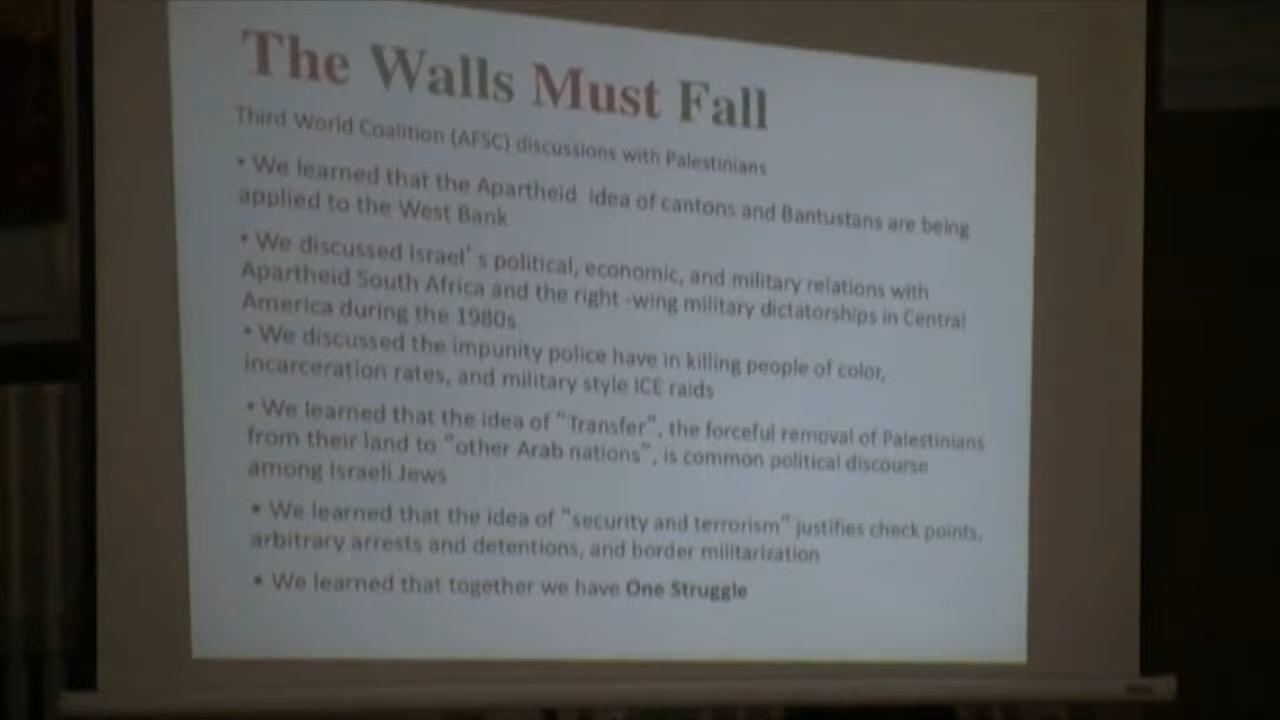 The Walls Must Fall
Third World Coalition (AFSC) discussions with Palestinians
• We learned that the Apartheid idea of cantons and Bantustans are being
applied to the West Bank
• We discussed Israel's political, economic, and military relations with
Apartheid South Africa and the right -wing military dictatorships in Central
America during the 1980s
• We discussed the impunity police have in killing people of color,
incarceration rates, and military style ICE raids
• We learned that the idea of "Transfer", the forceful removal of Palestinians
from their land to "other Arab nations", is common political discourse
among Israeli Jews
• We learned that the idea of "security and terrorism" justifies check points,
arbitrary arrests and detentions, and border militarization
• We learned that together we have One Struggle